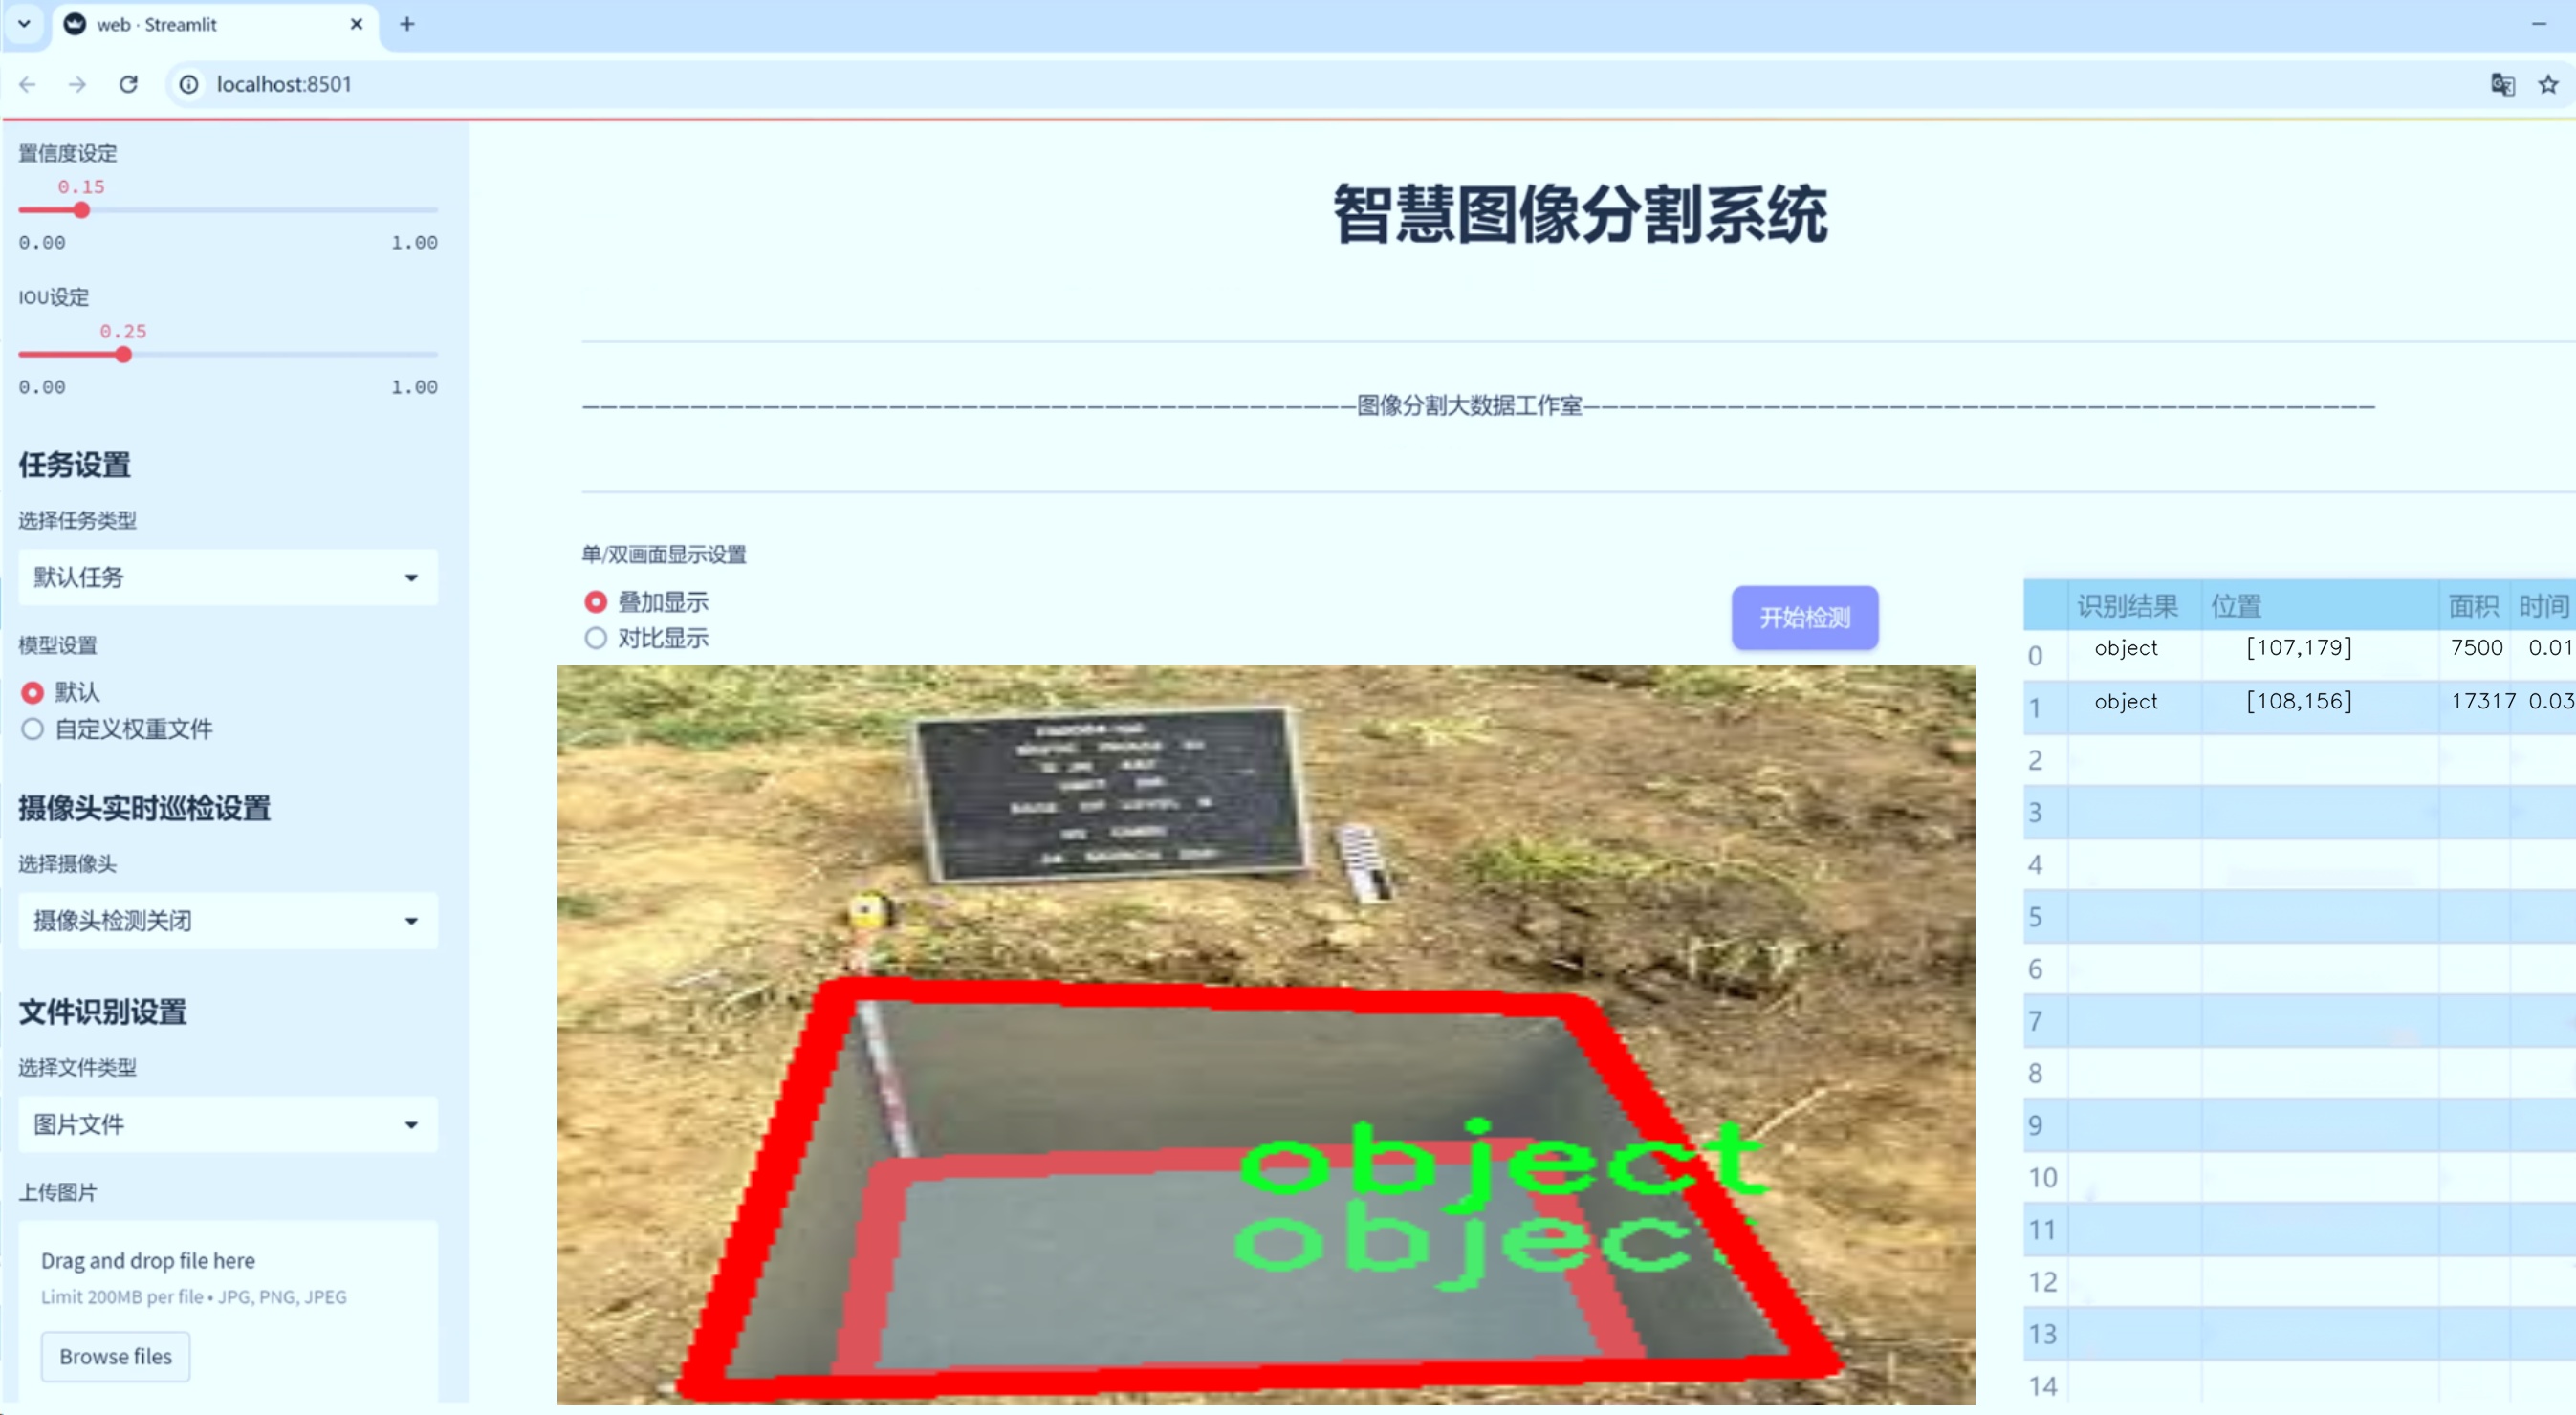 web · Streamlit
localhost:8501
置信度设定
0.15
0.00 1.00
IOU设定
0.25
0.00 1.00
任务设置
选择任务类型
默认任务
模型设置
默认
自定义权重文件
摄像头实时巡检设置
选择摄像头
摄像头检测关闭
文件识别设置
选择文件类型
图片文件
上传图片
Drag and drop file here
Limit 200MB per file • JPG, PNG, JPEG
Browse files
智慧图像分割系统
———————————————————————————————————————————图像分割大数据工作室————————————————————————————————————————————
单/双画面显示设置
叠加显示
对比显示
开始检测
object
objec
识别结果 位置 面积 时间
0 object [107,179] 7500 0.01
1 object [108,156] 17317 0.03
2
3
4
5
6
7
8
9
10
11
12
13
14